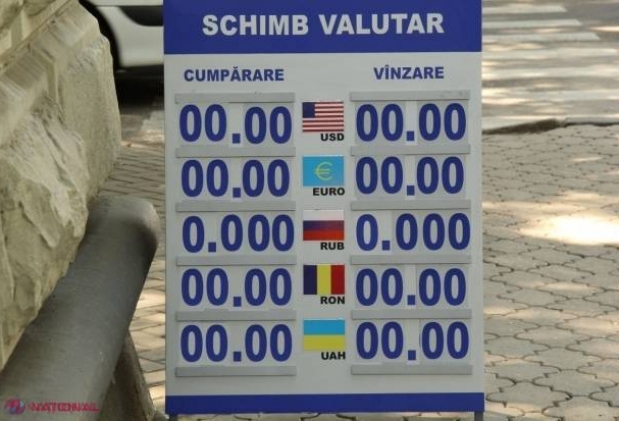 SCHIMB VALUTAR
CUMPĂRARE VÎNZARE
00.00 USD 00.00
00.00 EURO 00.00
0.000 RUB 0.000
00.00 RON 00.00
00.00 UAH 00.00